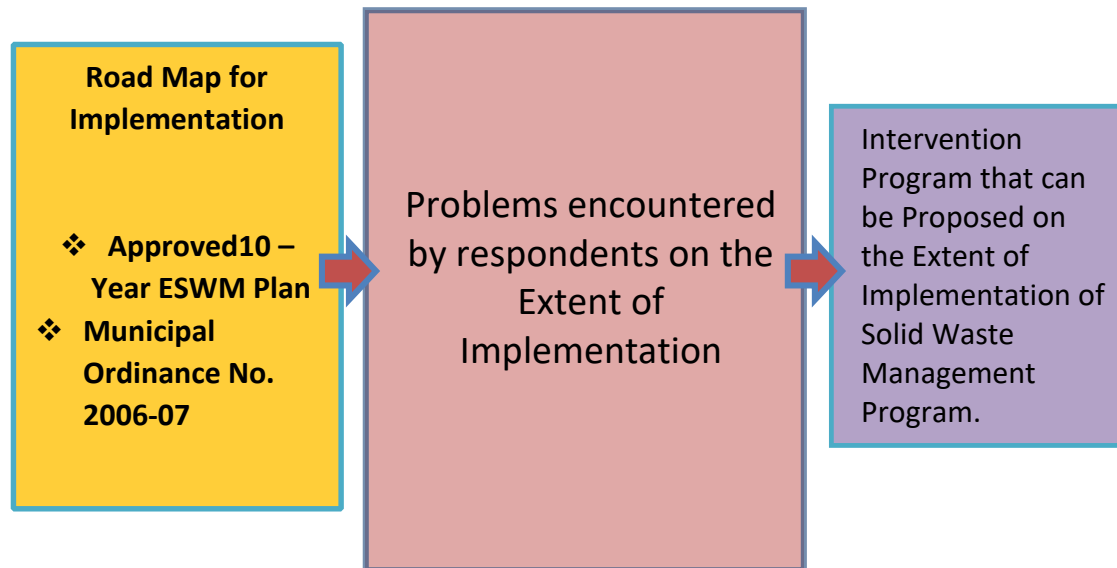 Road Map for
Implementation
❖ Approved10 –
Year ESWM Plan
❖ Municipal
Ordinance No.
2006-07
Problems encountered
by respondents on the
Extent of
Implementation
Intervention
Program that can
be Proposed on
the Extent of
Implementation of
Solid Waste
Management
Program.